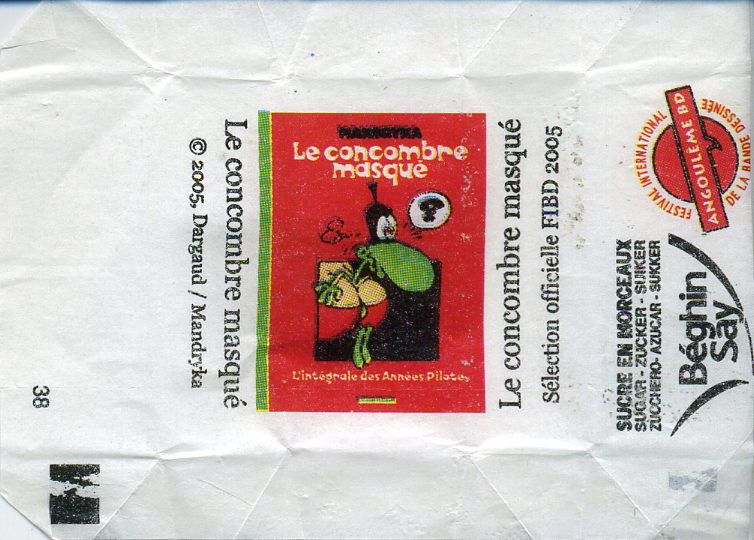 Le concombre masqué
© 2005, Dargaud / Mandryka
38
MANDRYKA
Le concombre
masqué
L'intégrale des Années Pilote
Le concombre masqué
Sélection officielle FIBD 2005
FESTIVAL INTERNATIONAL
ANGOULÊME BD
DE LA BANDE DESSINÉE
SUCRE EN MORCEAUX
SUGAR - ZUCKER - SUIKER
ZUCCHERO - AZUCAR - SUKKER
Béghin
Say